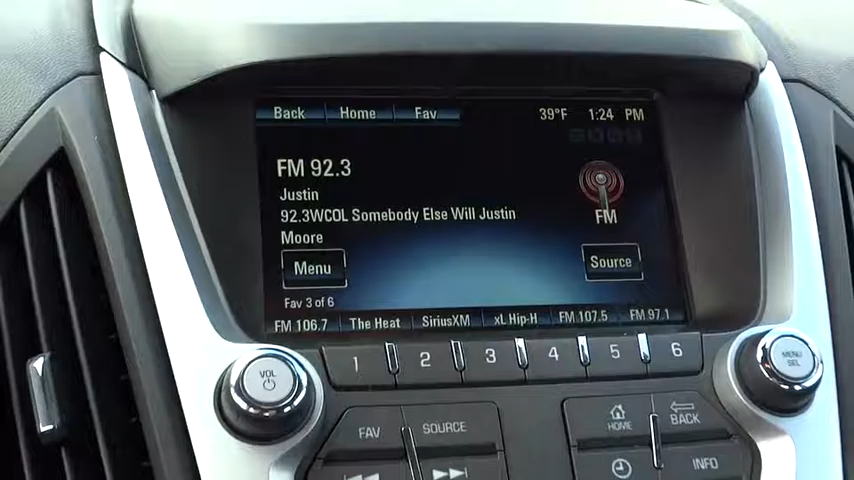 Back Home Fav 39°F 1:24 PM
FM 92.3
Justin
92.3WCOL Somebody Else Will Justin
Moore
FM
Menu
Source
Fav 3 of 6
FM 106.7 The Heat SiriusXM xL Hip-H FM 107.5 FM 97.1
1 2 3 4 5 6
VOL
MENU
SEL
FAV SOURCE
HOME BACK
INFO